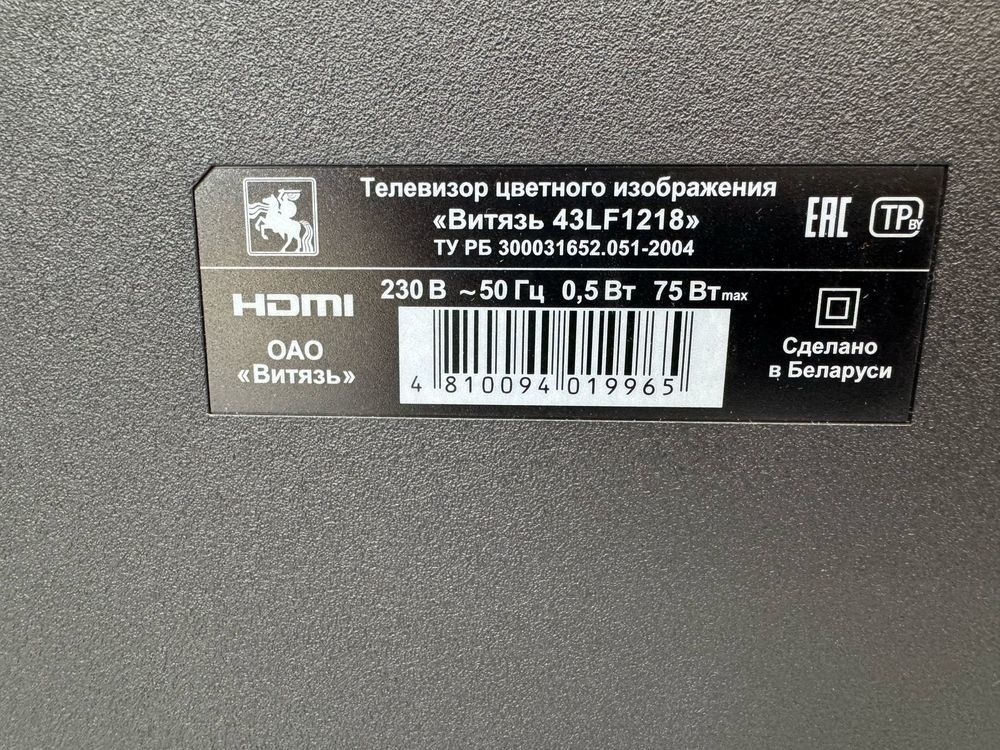 Телевизор цветного изображения
«Витязь 43LF1218»
ТУ РБ 300031652.051-2004
EAC
TP BY
HDMI
230 В ~50 Гц 0,5 Вт 75 Вт max
ОАО
«Витязь»
4 810094 019965
Сделано
в Беларуси